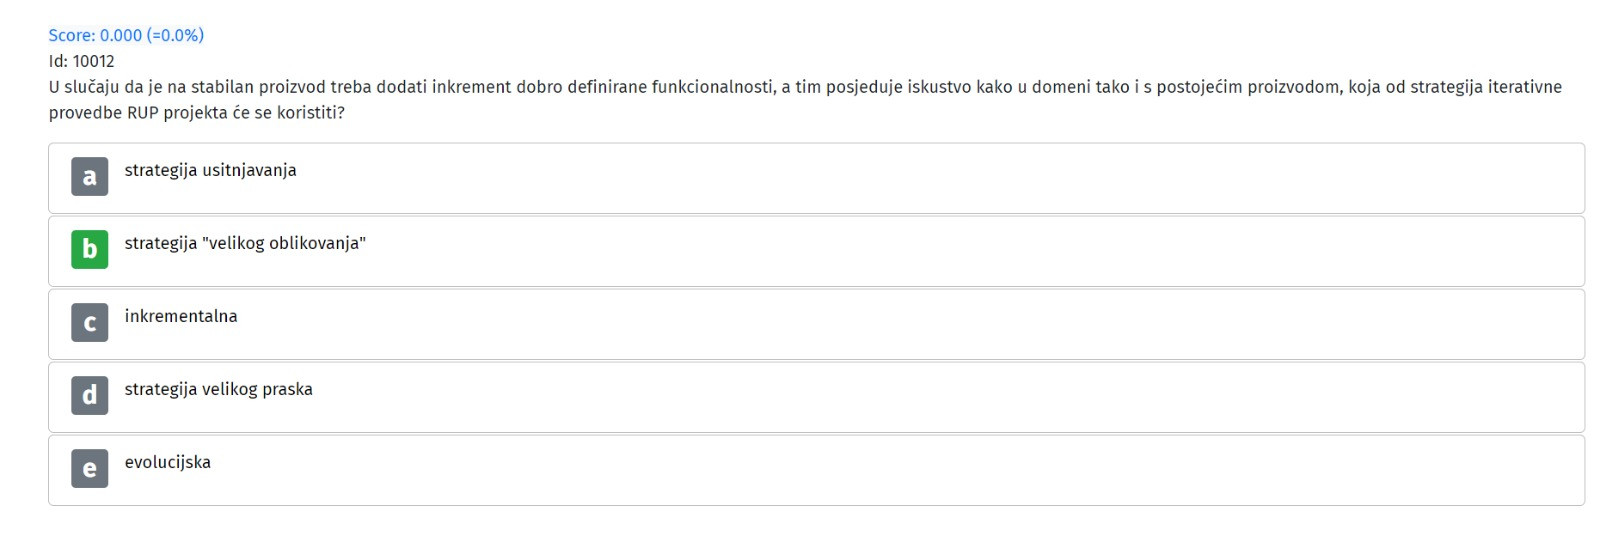 Score: 0.000 (=0.0%)
Id: 10012
U slučaju da je na stabilan proizvod treba dodati inkrement dobro definirane funkcionalnosti, a tim posjeduje iskustvo kako u domeni tako i s postojećim proizvodom, koja od strategija iterativne
provedbe RUP projekta će se koristiti?
a strategija usitnjavanja
b strategija "velikog oblikovanja"
c inkrementalna
d strategija velikog praska
e evolucijska